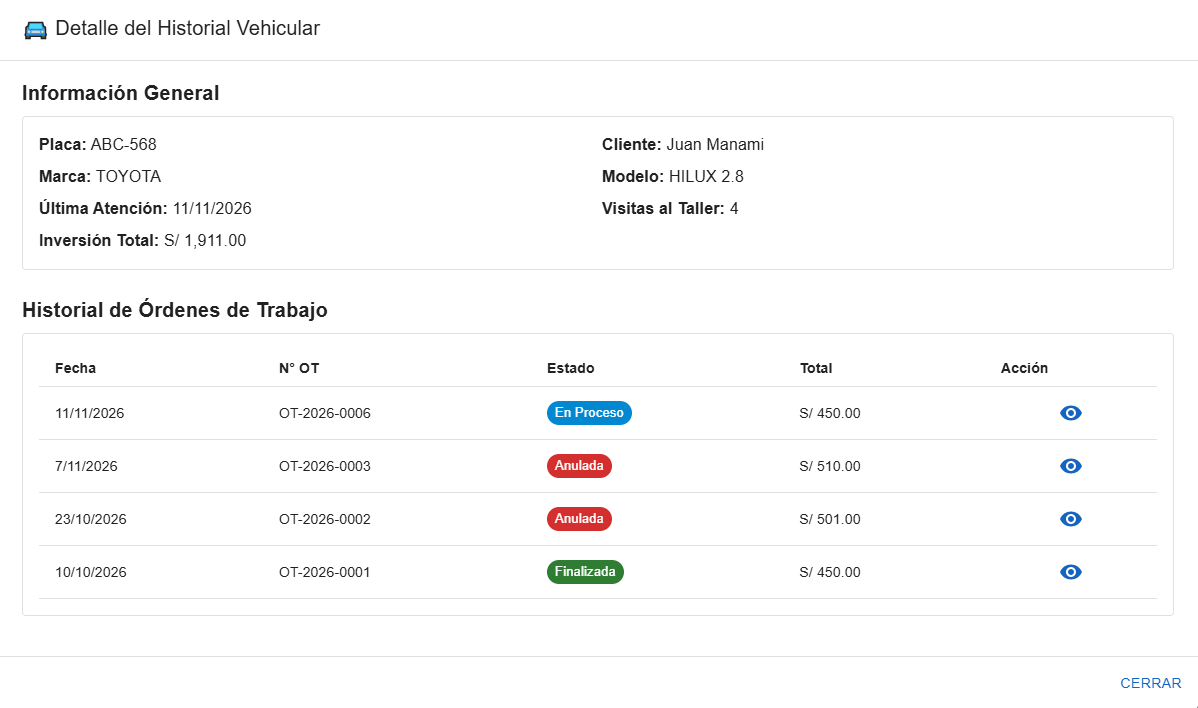 Detalle del Historial Vehicular
Información General
Placa: ABC-568 Cliente: Juan Manami
Marca: TOYOTA Modelo: HILUX 2.8
Última Atención: 11/11/2026 Visitas al Taller: 4
Inversión Total: S/ 1,911.00
Historial de Órdenes de Trabajo
Fecha N° OT Estado Total Acción
11/11/2026 OT-2026-0006 En Proceso S/ 450.00
7/11/2026 OT-2026-0003 Anulada S/ 510.00
23/10/2026 OT-2026-0002 Anulada S/ 501.00
10/10/2026 OT-2026-0001 Finalizada S/ 450.00
CERRAR